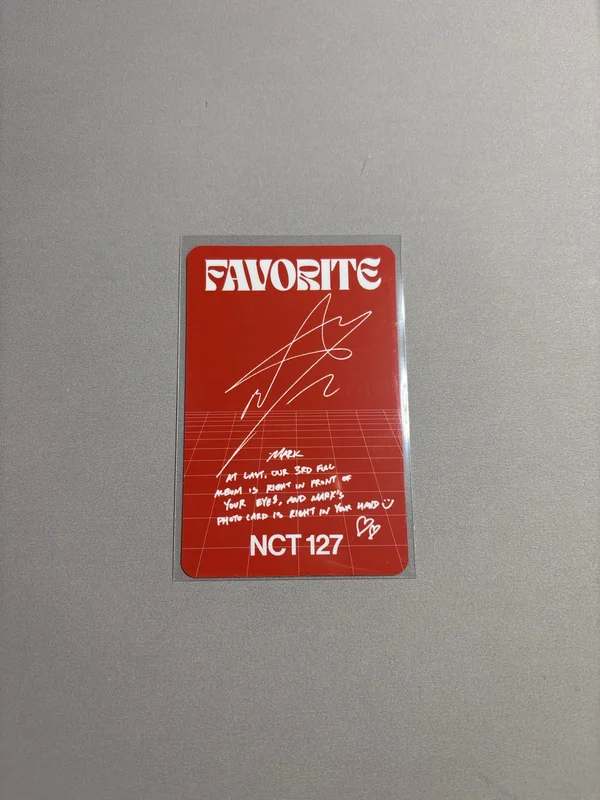 FAVORITE
MARK
AT LAST, OUR 3RD FULL
ALBUM IS RIGHT IN FRONT OF
YOUR EYES, AND MARK'S
PHOTO CARD IS RIGHT IN YOUR HAND
NCT 127